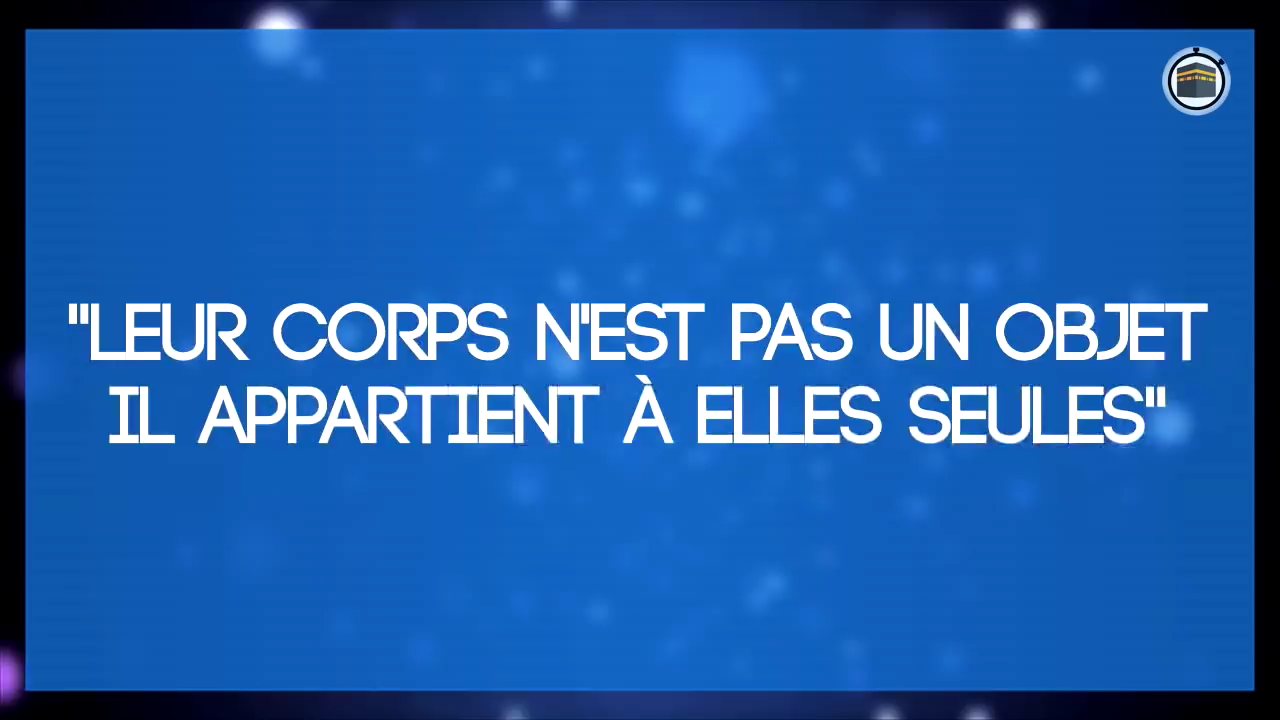 "LEUR CORPS N'EST PAS UN OBJET
IL APPARTIENT À ELLES SEULES"